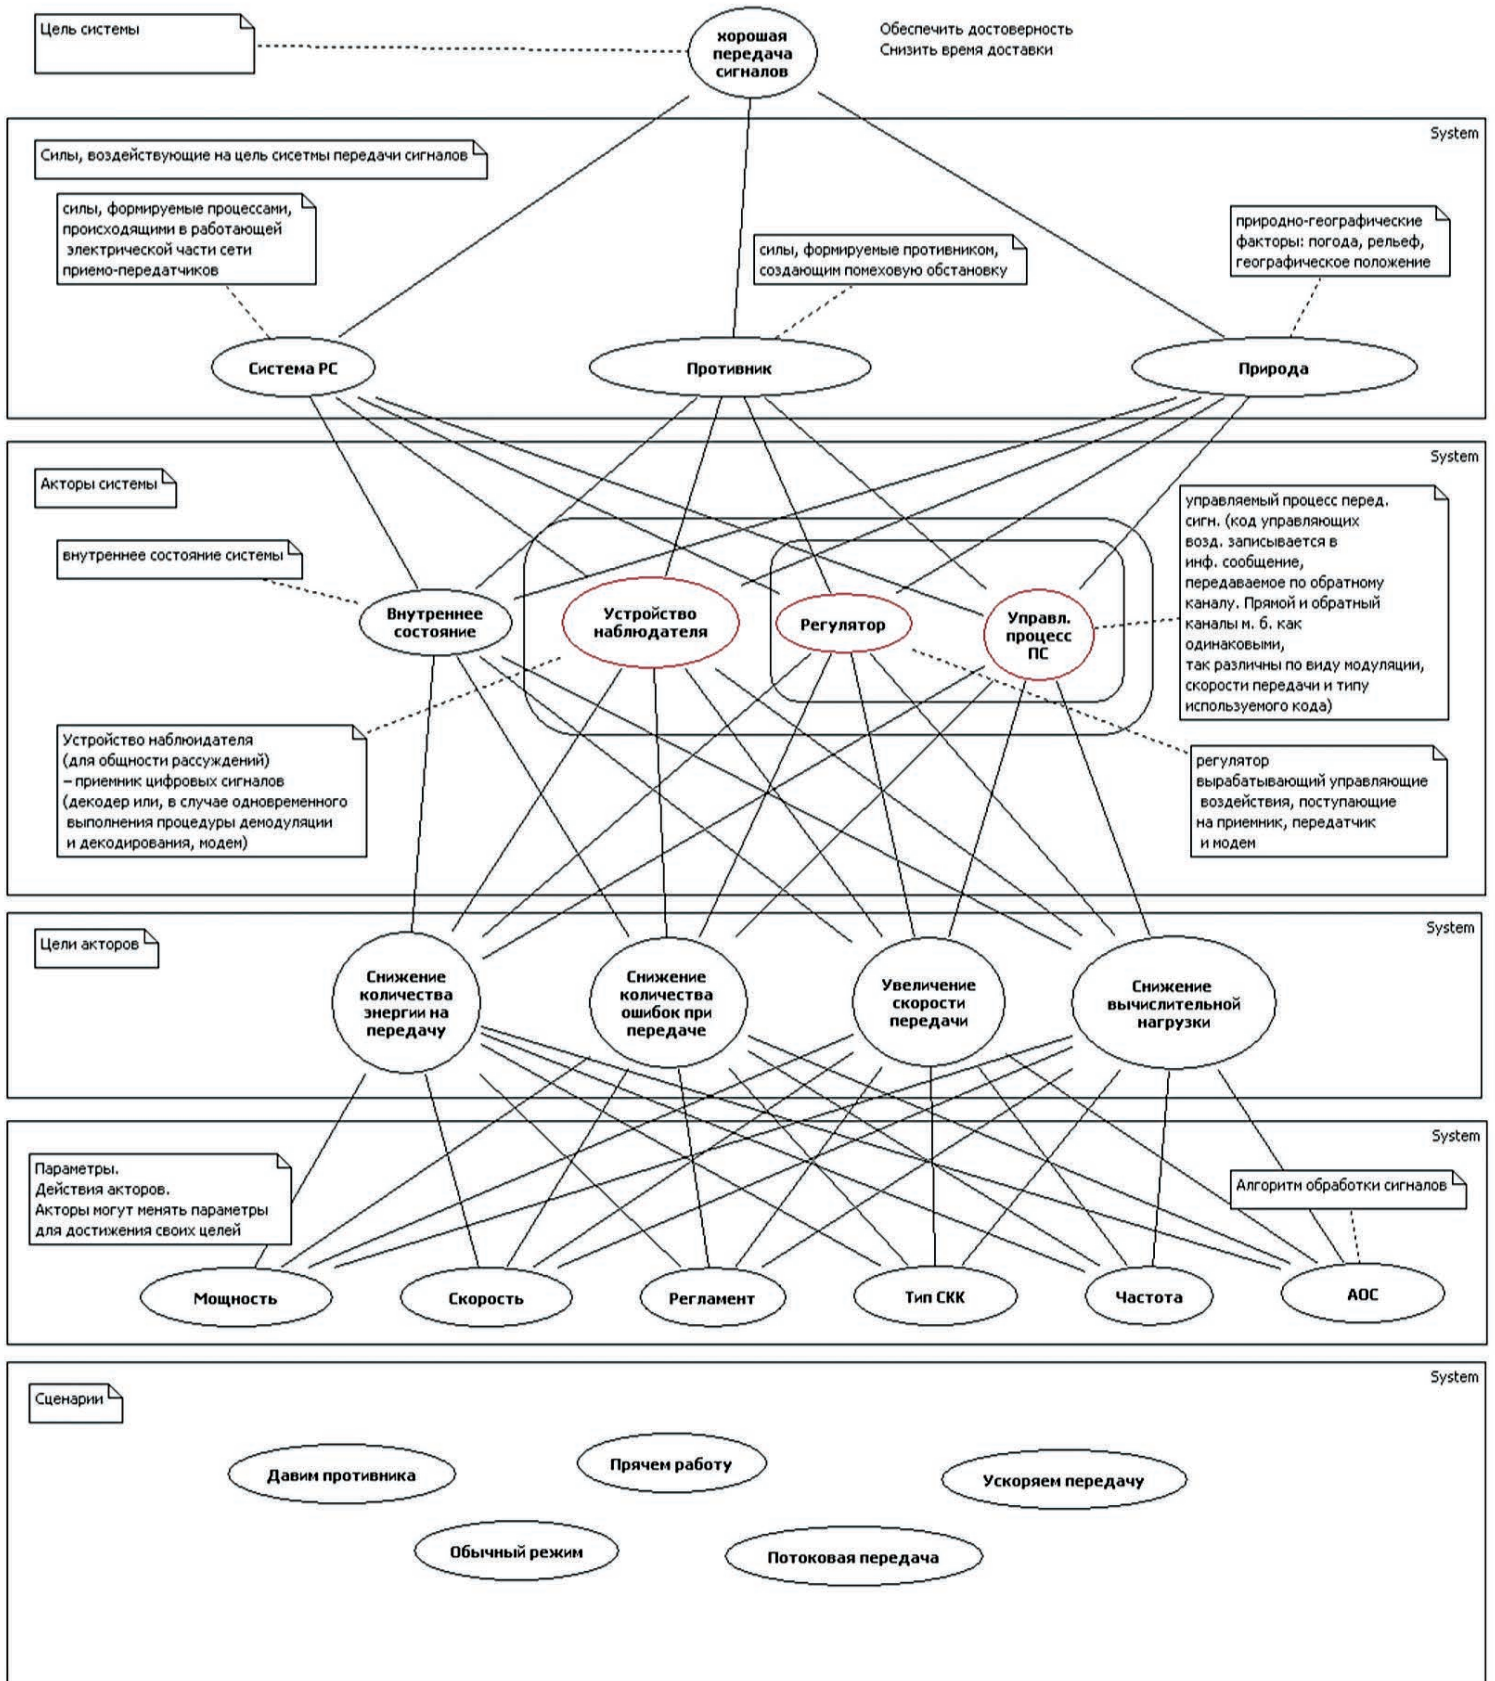 Цель системы
хорошая
передача
сигналов
Обеспечить достоверность
Снизить время доставки
System
Силы, воздействующие на цель сисетмы передачи сигналов
силы, формируемые процессами,
происходящими в работающей
электрической части сети
приемо-передатчиков
силы, формируемые противником,
создающим помеховую обстановку
природно-географические
факторы: погода, рельеф,
географическое положение
Система РС
Противник
Природа
System
Акторы системы
внутреннее состояние системы
управляемый процесс перед.
сигн. (код управляющих
возд. записывается в
инф. сообщение,
передаваемое по обратному
каналу. Прямой и обратный
каналы м. б. как
одинаковыми,
так различны по виду модуляции,
скорости передачи и типу
используемого кода)
Внутреннее
состояние
Устройство
наблюдателя
Регулятор
Управл.
процесс
ПС
Устройство наблюидателя
(для общности рассуждений)
– приемник цифровых сигналов
(декодер или, в случае одновременного
выполнения процедуры демодуляции
и декодирования, модем)
регулятор
вырабатывающий управляющие
воздействия, поступающие
на приемник, передатчик
и модем
System
Цели акторов
Снижение
количества
энергии на
передачу
Снижение
количества
ошибок при
передаче
Увеличение
скорости
передачи
Снижение
вычислительной
нагрузки
System
Параметры.
Действия акторов.
Акторы могут менять параметры
для достижения своих целей
Алгоритм обработки сигналов
Мощность
Скорость
Регламент
Тип СКК
Частота
АОС
System
Сценарии
Давим противника
Прячем работу
Ускоряем передачу
Обычный режим
Потоковая передача